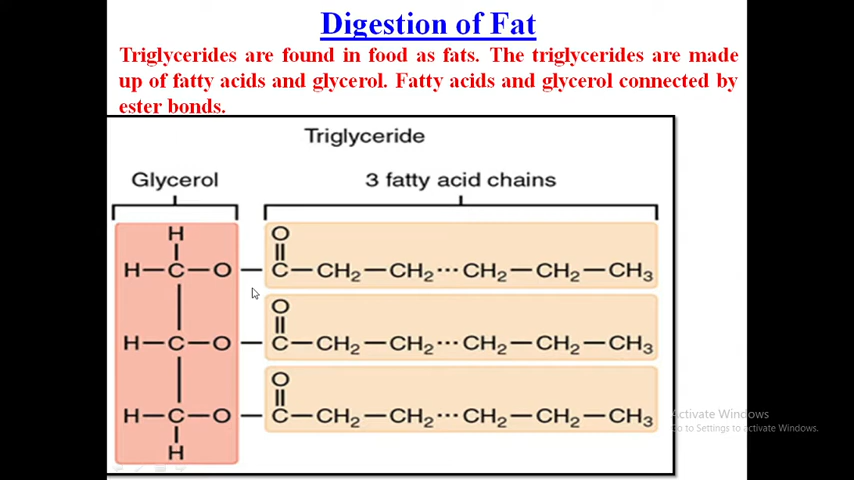 Digestion of Fat
Triglycerides are found in food as fats. The triglycerides are made
up of fatty acids and glycerol. Fatty acids and glycerol connected by
ester bonds.
Triglyceride
Glycerol 3 fatty acid chains
H O
H—C—O—C—CH₂—CH₂···CH₂—CH₂—CH₃
O
H—C—O—C—CH₂—CH₂···CH₂—CH₂—CH₃
O
H—C—O—C—CH₂—CH₂···CH₂—CH₂—CH₃
H
Activate Windows
Go to Settings to activate Windows.